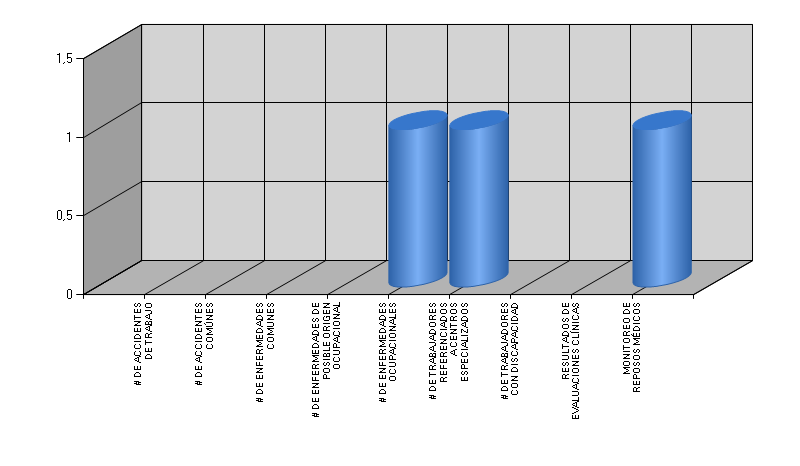 1,5
1
0,5
0
# DE ACCIDENTES
DE TRABAJO
# DE ACCIDENTES
COMÚNES
# DE ENFERMEDADES
COMUNES
# DE ENFERMEDADES DE
POSIBLE ORIGEN
OCUPACIONAL
# DE ENFERMEDADES
OCUPACIONALES
# DE TRABAJADORES
REFERENCIADOS
A CENTROS
ESPECIALIZADOS
# DE TRABAJADORES
CON DISCAPACIDAD
RESULTADOS DE
EVALUACIONES CLÍNICAS
MONITOREO DE
REPOSOS MÉDICOS